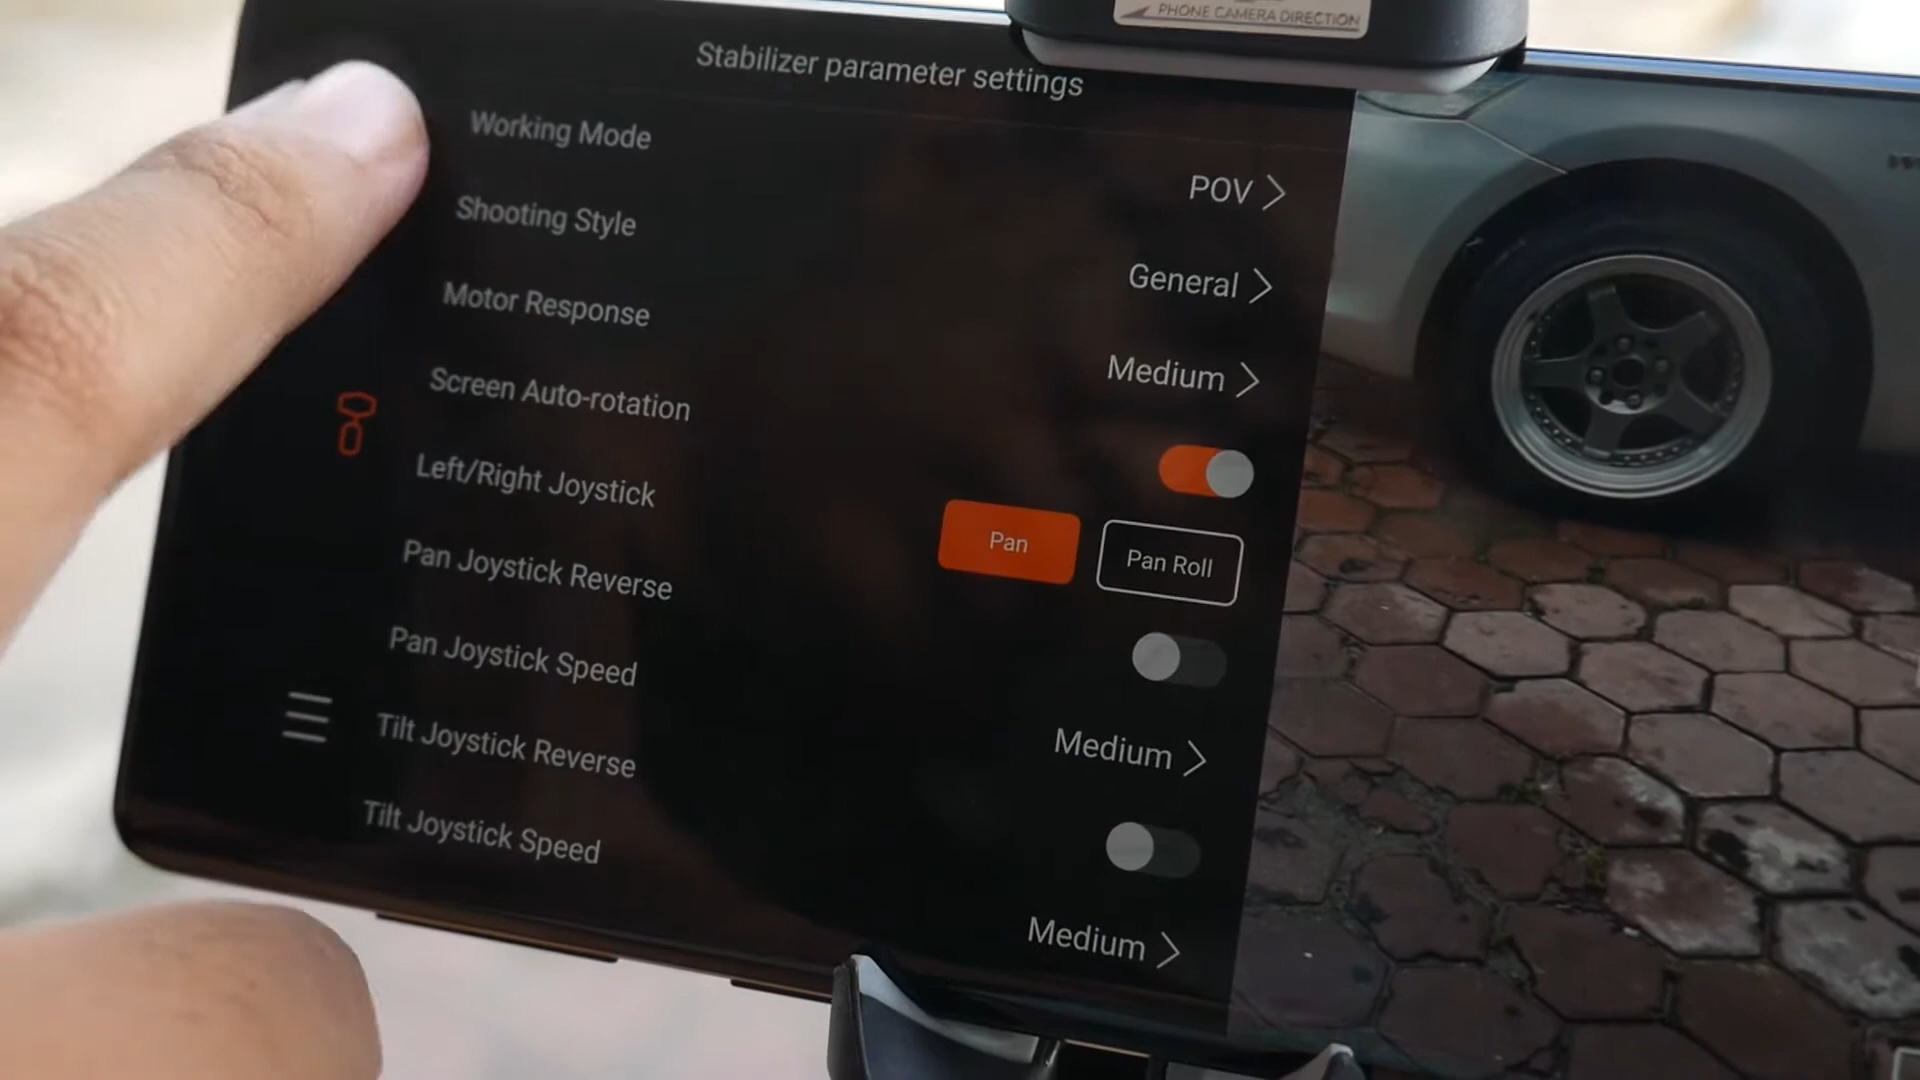 PHONE CAMERA DIRECTION
Stabilizer parameter settings
Working Mode
POV
Shooting Style
General
Motor Response
Medium
Screen Auto-rotation
Left/Right Joystick
Pan
Pan Roll
Pan Joystick Reverse
Pan Joystick Speed
Medium
Tilt Joystick Reverse
Tilt Joystick Speed
Medium